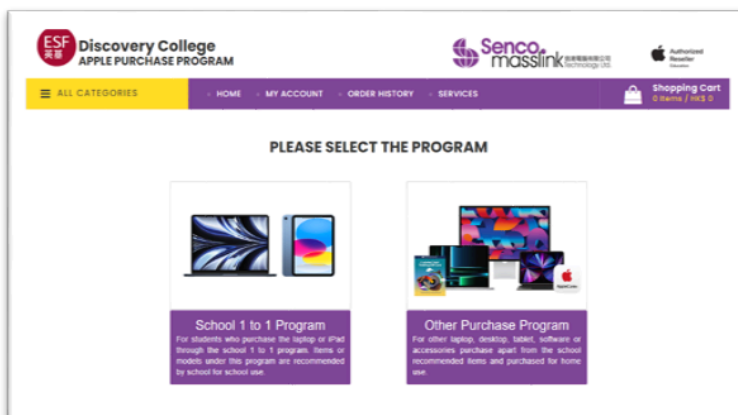 ESF
英基
Discovery College
APPLE PURCHASE PROGRAM
Senco
masslink
Technology Ltd.
Authorized
Reseller
Education
ALL CATEGORIES
HOME
MY ACCOUNT
ORDER HISTORY
SERVICES
Shopping Cart
0 Items / HK$ 0
PLEASE SELECT THE PROGRAM
School 1 to 1 Program
For students who purchase the laptop or iPad
through the school 1 to 1 program. Items or
models under this program are recommended
by school for school use.
AppleCare
Other Purchase Program
For other laptop, desktop, tablet, software or
accessories purchase apart from the school
recommended items and purchased for home
use.